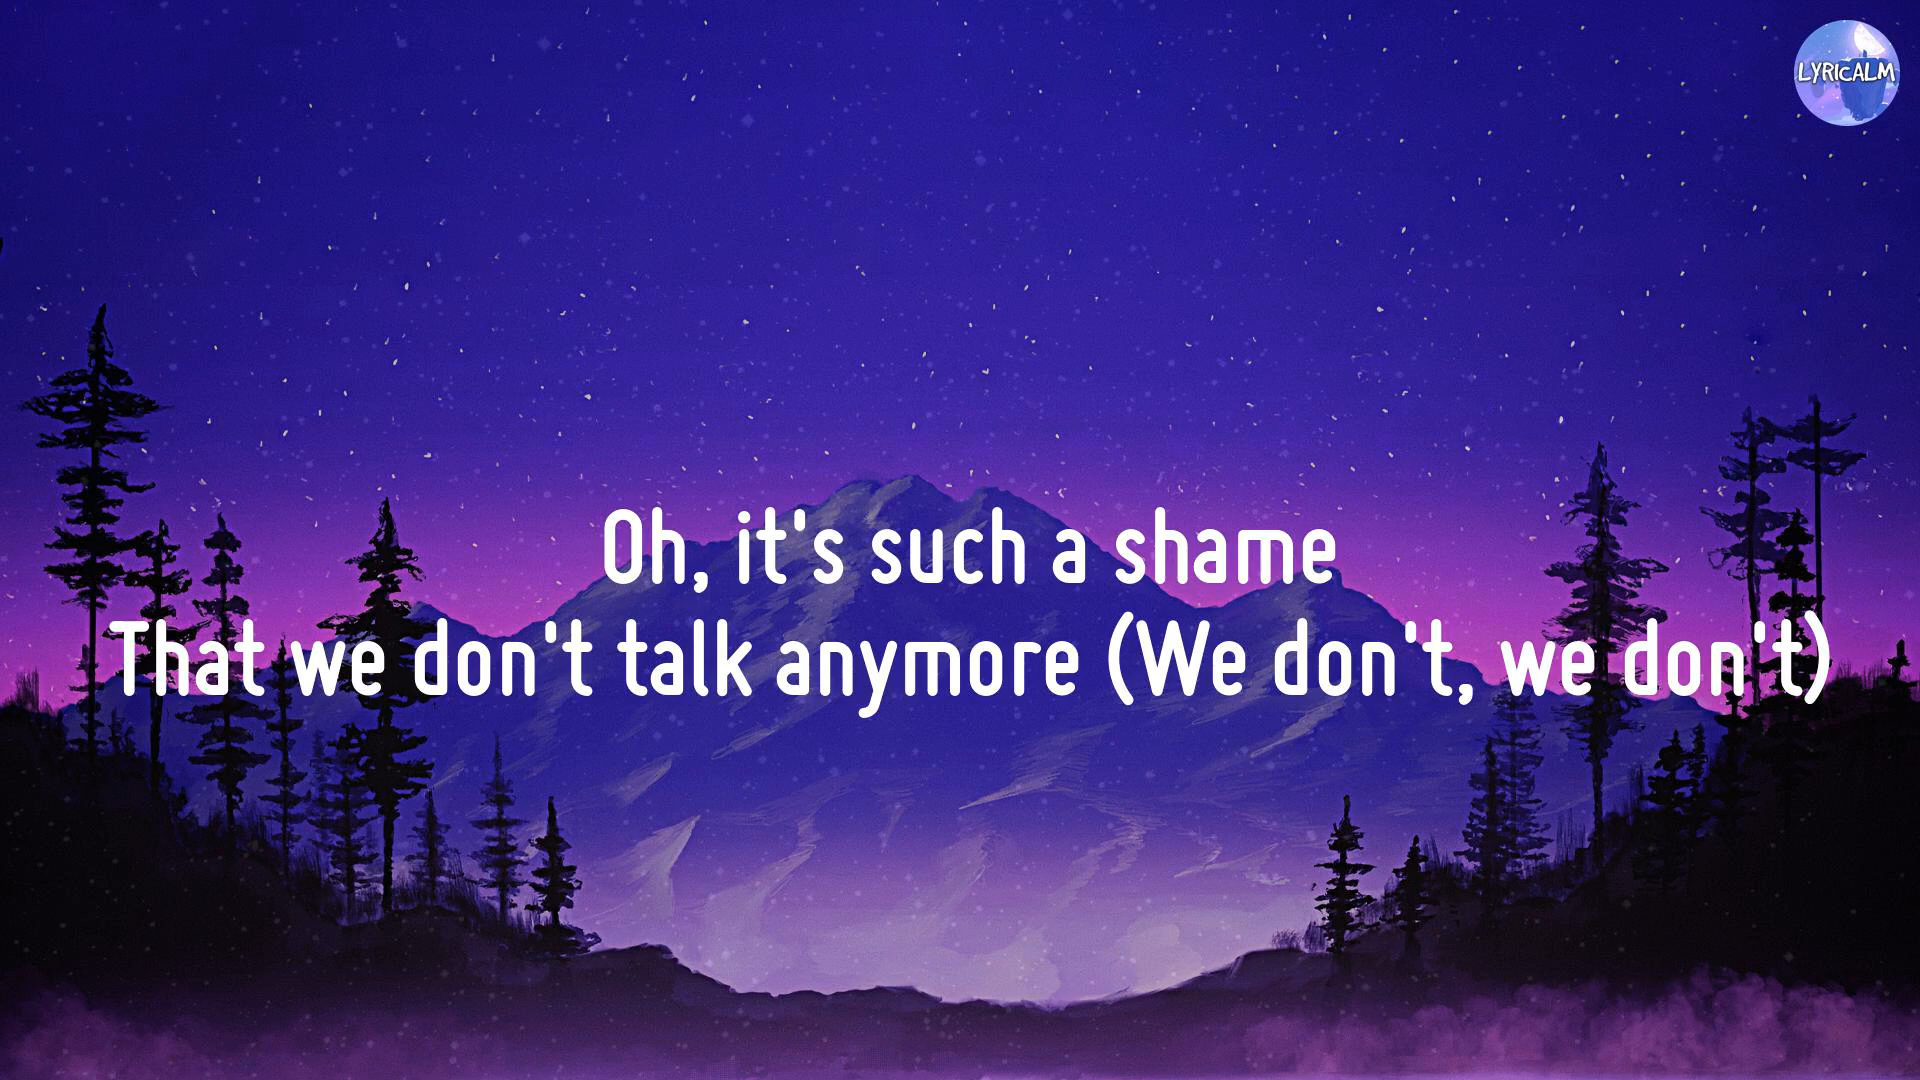 LYRICALM
Oh, it's such a shame
That we don't talk anymore (We don't, we don't)